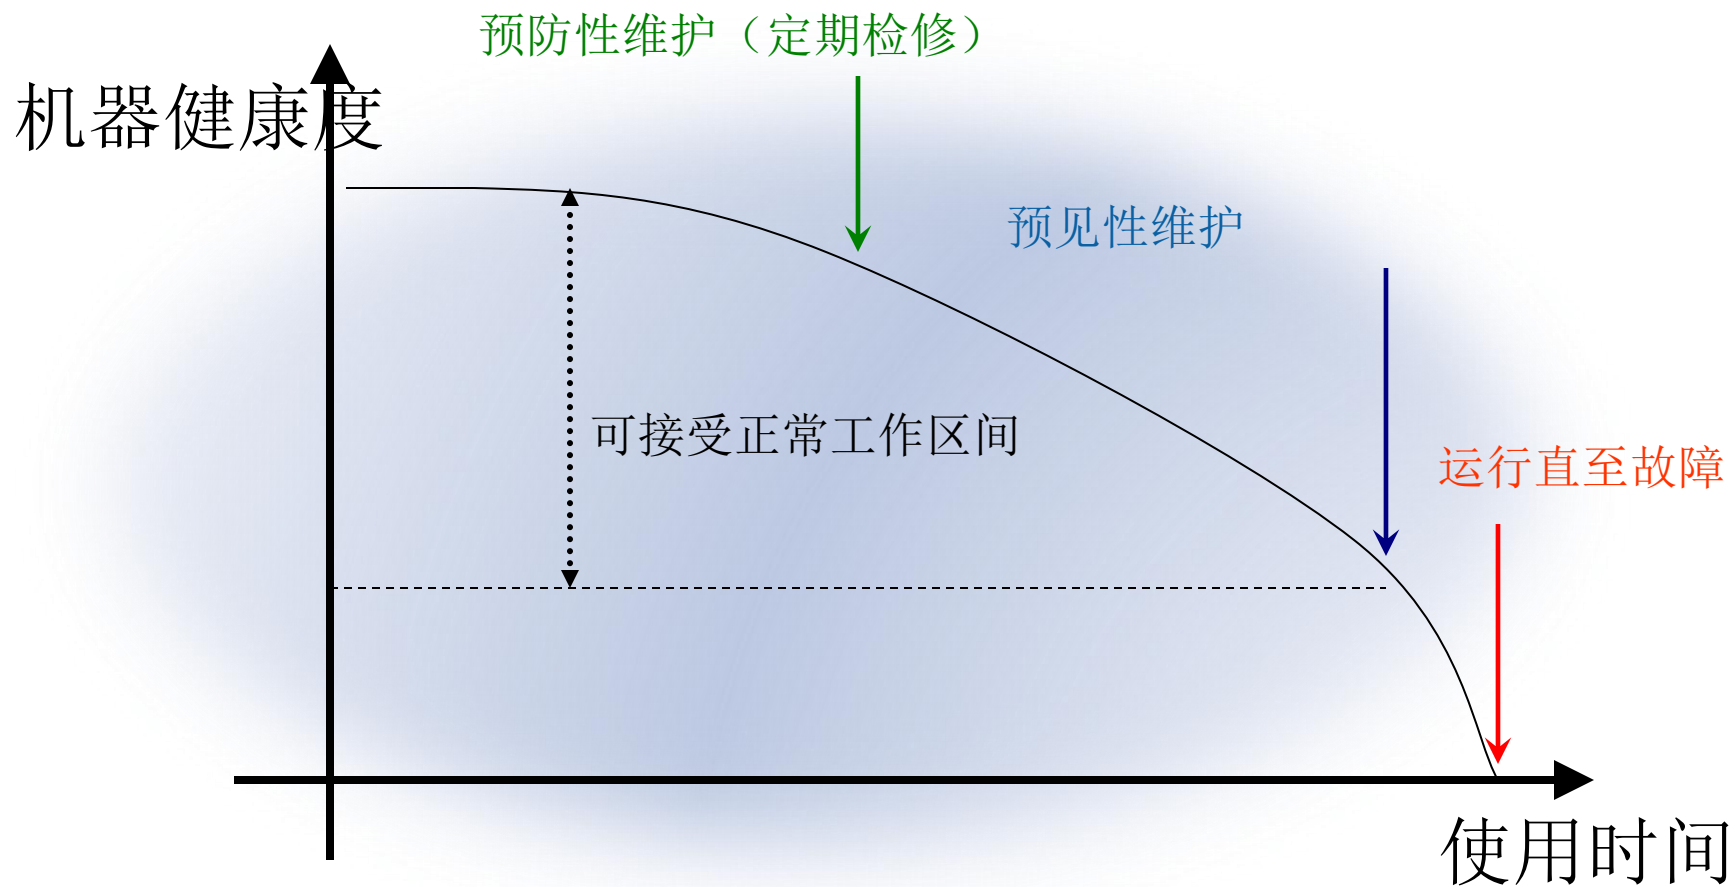 预防性维护（定期检修）
机器健康度
预见性维护
可接受正常工作区间
运行直至故障
使用时间